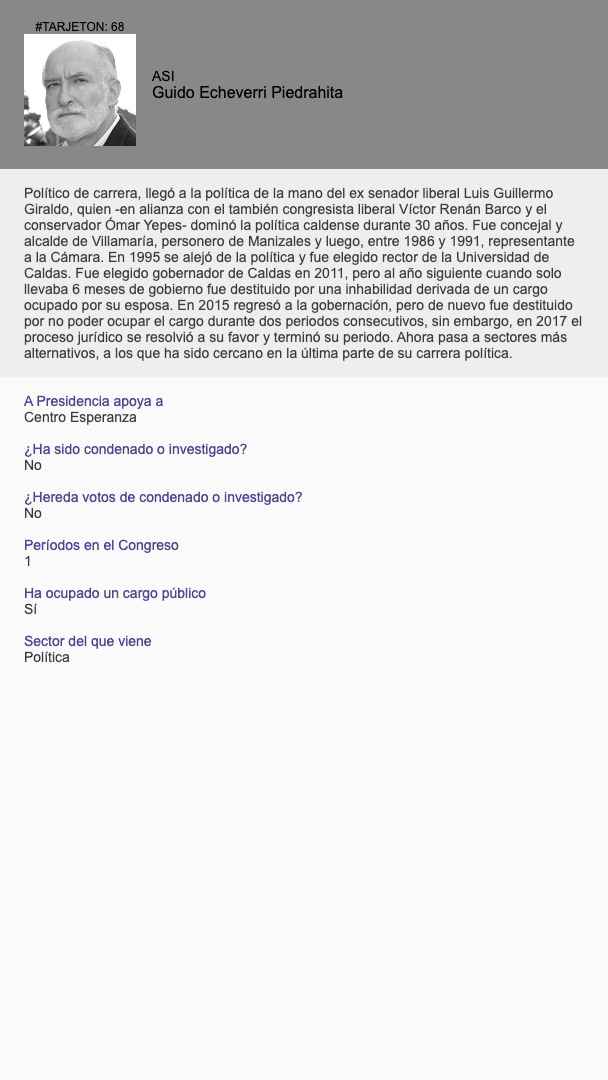 #TARJETON: 68
ASI
Guido Echeverri Piedrahita
Político de carrera, llegó a la política de la mano del ex senador liberal Luis Guillermo
Giraldo, quien -en alianza con el también congresista liberal Víctor Renán Barco y el
conservador Ómar Yepes- dominó la política caldense durante 30 años. Fue concejal y
alcalde de Villamaría, personero de Manizales y luego, entre 1986 y 1991, representante
a la Cámara. En 1995 se alejó de la política y fue elegido rector de la Universidad de
Caldas. Fue elegido gobernador de Caldas en 2011, pero al año siguiente cuando solo
llevaba 6 meses de gobierno fue destituido por una inhabilidad derivada de un cargo
ocupado por su esposa. En 2015 regresó a la gobernación, pero de nuevo fue destituido
por no poder ocupar el cargo durante dos periodos consecutivos, sin embargo, en 2017 el
proceso jurídico se resolvió a su favor y terminó su periodo. Ahora pasa a sectores más
alternativos, a los que ha sido cercano en la última parte de su carrera política.
A Presidencia apoya a
Centro Esperanza
¿Ha sido condenado o investigado?
No
¿Hereda votos de condenado o investigado?
No
Períodos en el Congreso
1
Ha ocupado un cargo público
Sí
Sector del que viene
Política